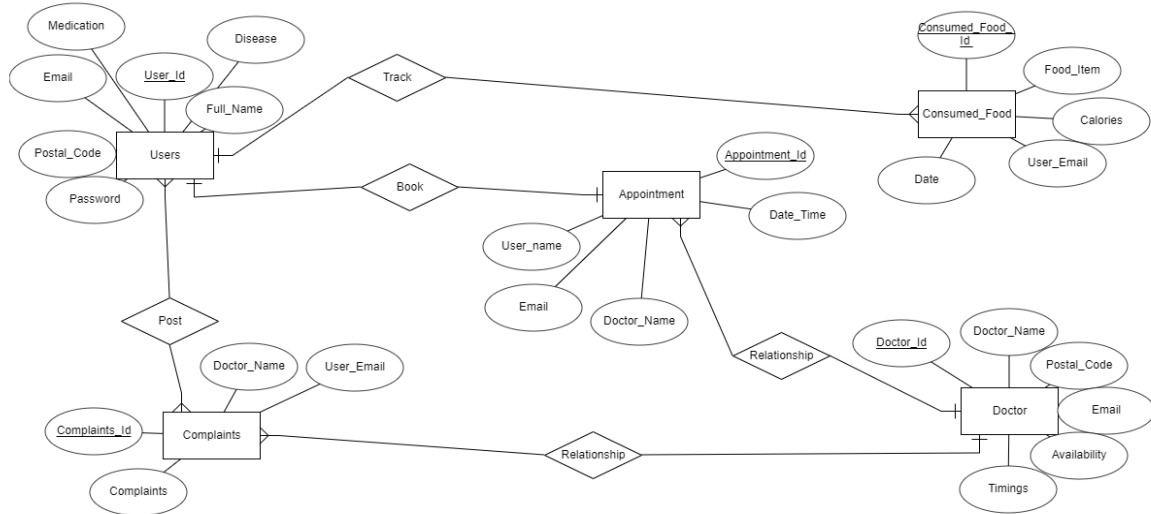 Medication
Disease
Email
User_Id
Full_Name
Users
Postal_Code
Password
Track
Consumed_Food_
Id
Food_Item
Consumed_Food
Calories
User_Email
Date
Book
Appointment_Id
Appointment
Date_Time
User_name
Email
Doctor_Name
Post
Relationship
Doctor_Id
Doctor_Name
Postal_Code
Doctor
Email
Availability
Timings
Doctor_Name
User_Email
Complaints_Id
Complaints
Complaints
Relationship